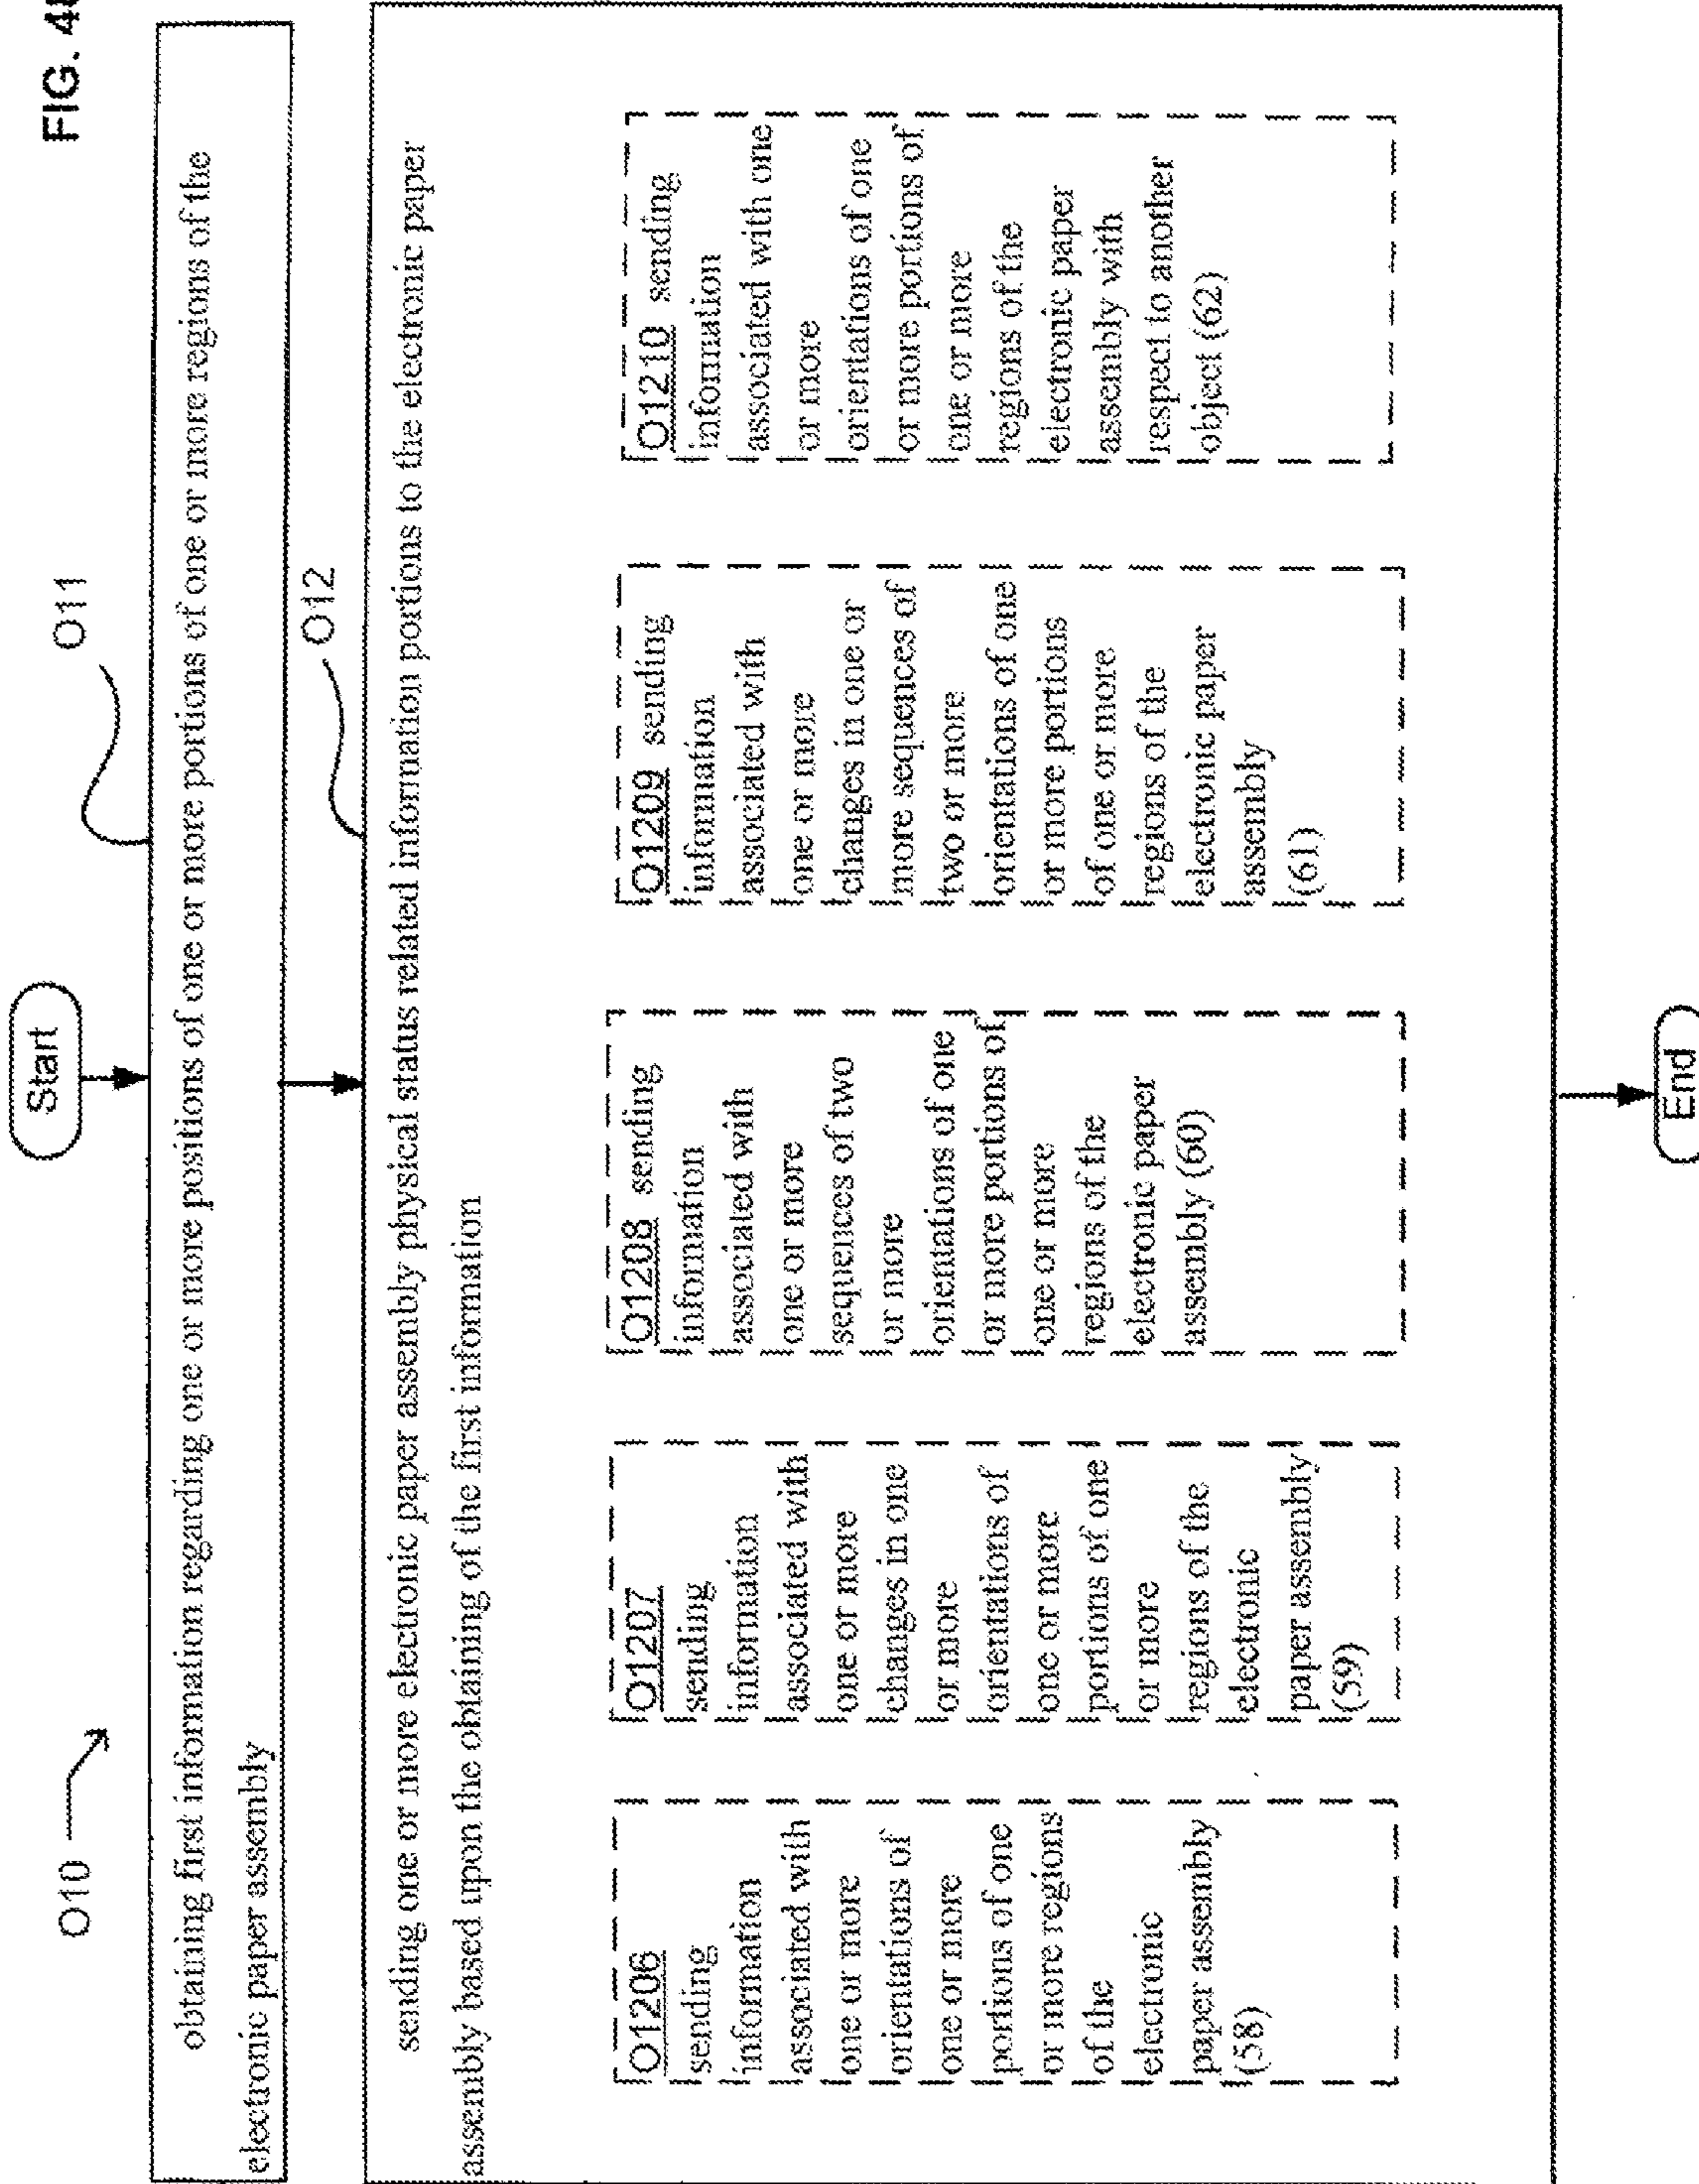 FIG. 4
Start
O10
O11
obtaining first information regarding one or more positions of one or more portions of one or more regions of the
electronic paper assembly
O12
sending one or more electronic paper assembly physical status related information portions to the electronic paper
assembly based upon the obtaining of the first information
O1206
sending
information
associated with
one or more
orientations of
one or more
portions of one
or more regions
of the
electronic
paper assembly
(58)
O1207
sending
information
associated with
one or more
changes in one
or more
orientations of
one or more
portions of one
or more
regions of the
electronic
paper assembly
(59)
O1208 sending
information
associated with
one or more
sequences of two
or more
orientations of one
or more portions of
one or more
regions of the
electronic paper
assembly (60)
O1209 sending
information
associated with
one or more
changes in one or
more sequences of
two or more
orientations of one
or more portions
of one or more
regions of the
electronic paper
assembly
(61)
O1210 sending
information
associated with one
or more
orientations of one
or more portions of
one or more
regions of the
electronic paper
assembly with
respect to another
object (62)
End